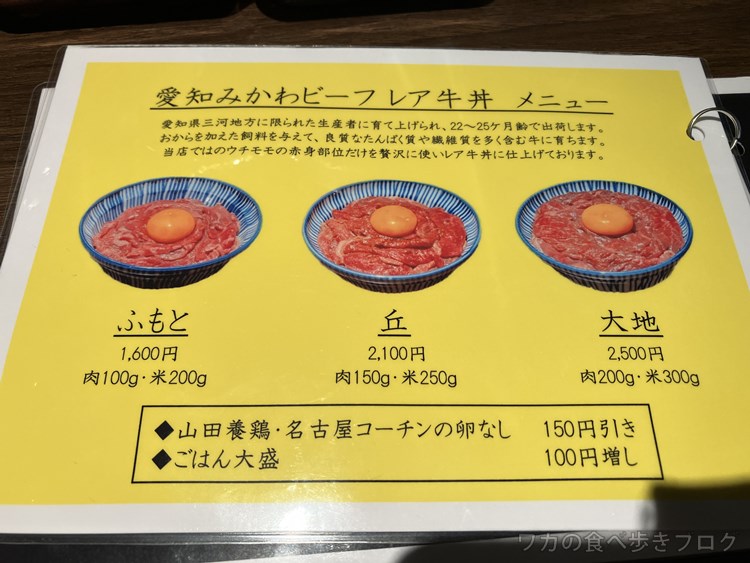 愛知みかわビーフレア牛丼 メニュー
愛知県三河地方に限られた生産者に育て上げられ、22~25ケ月齢で出荷します。
おからを加えた飼料を与えて、良質なたんぱく質や繊維質を多く含む牛に育ちます。
当店ではのウチモモの赤身部位だけを贅沢に使いレア牛丼に仕上げております。
ふもと 丘 大地
1,600円 2,100円 2,500円
肉100g・米200g 肉150g・米250g 肉200g・米300g
◆山田養鶏・名古屋コーチンの卵なし 150円引き
◆ごはん大盛 100円増し
ワカの食べ歩きブログ